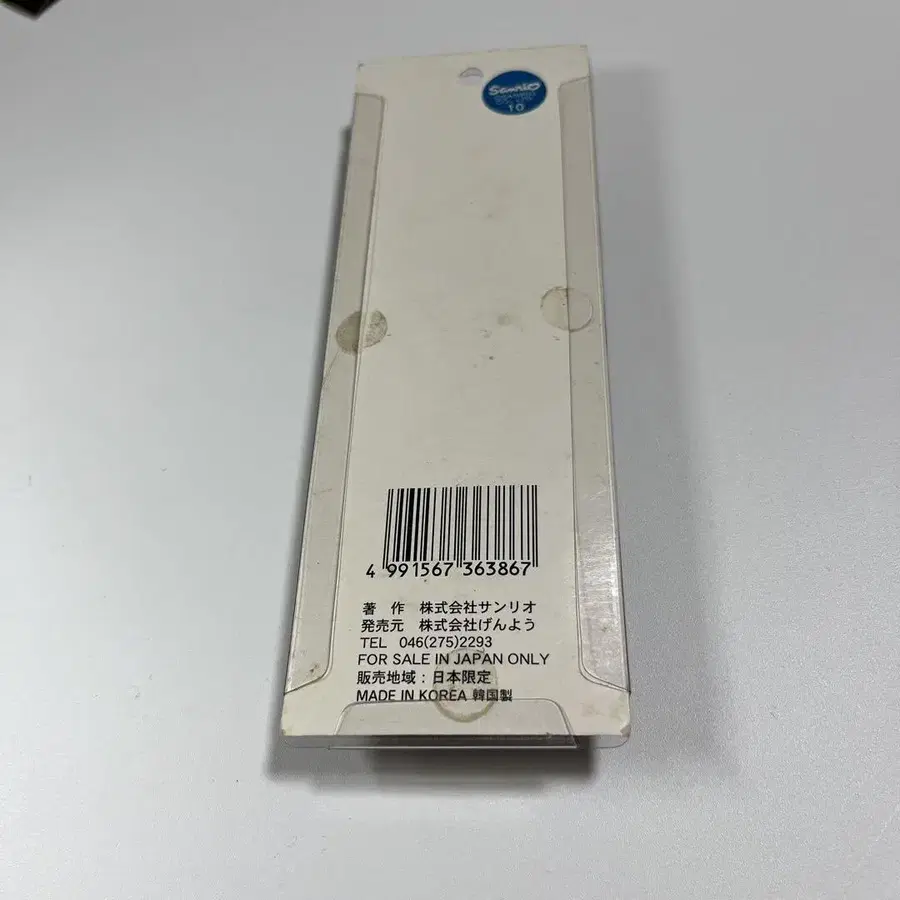 Sanrio
10
4 991567 363867
著 作 株式会社サンリオ
発売元 株式会社げんよう
TEL 046(275)2293
FOR SALE IN JAPAN ONLY
販売地域：日本限定
MADE IN KOREA 韓国製